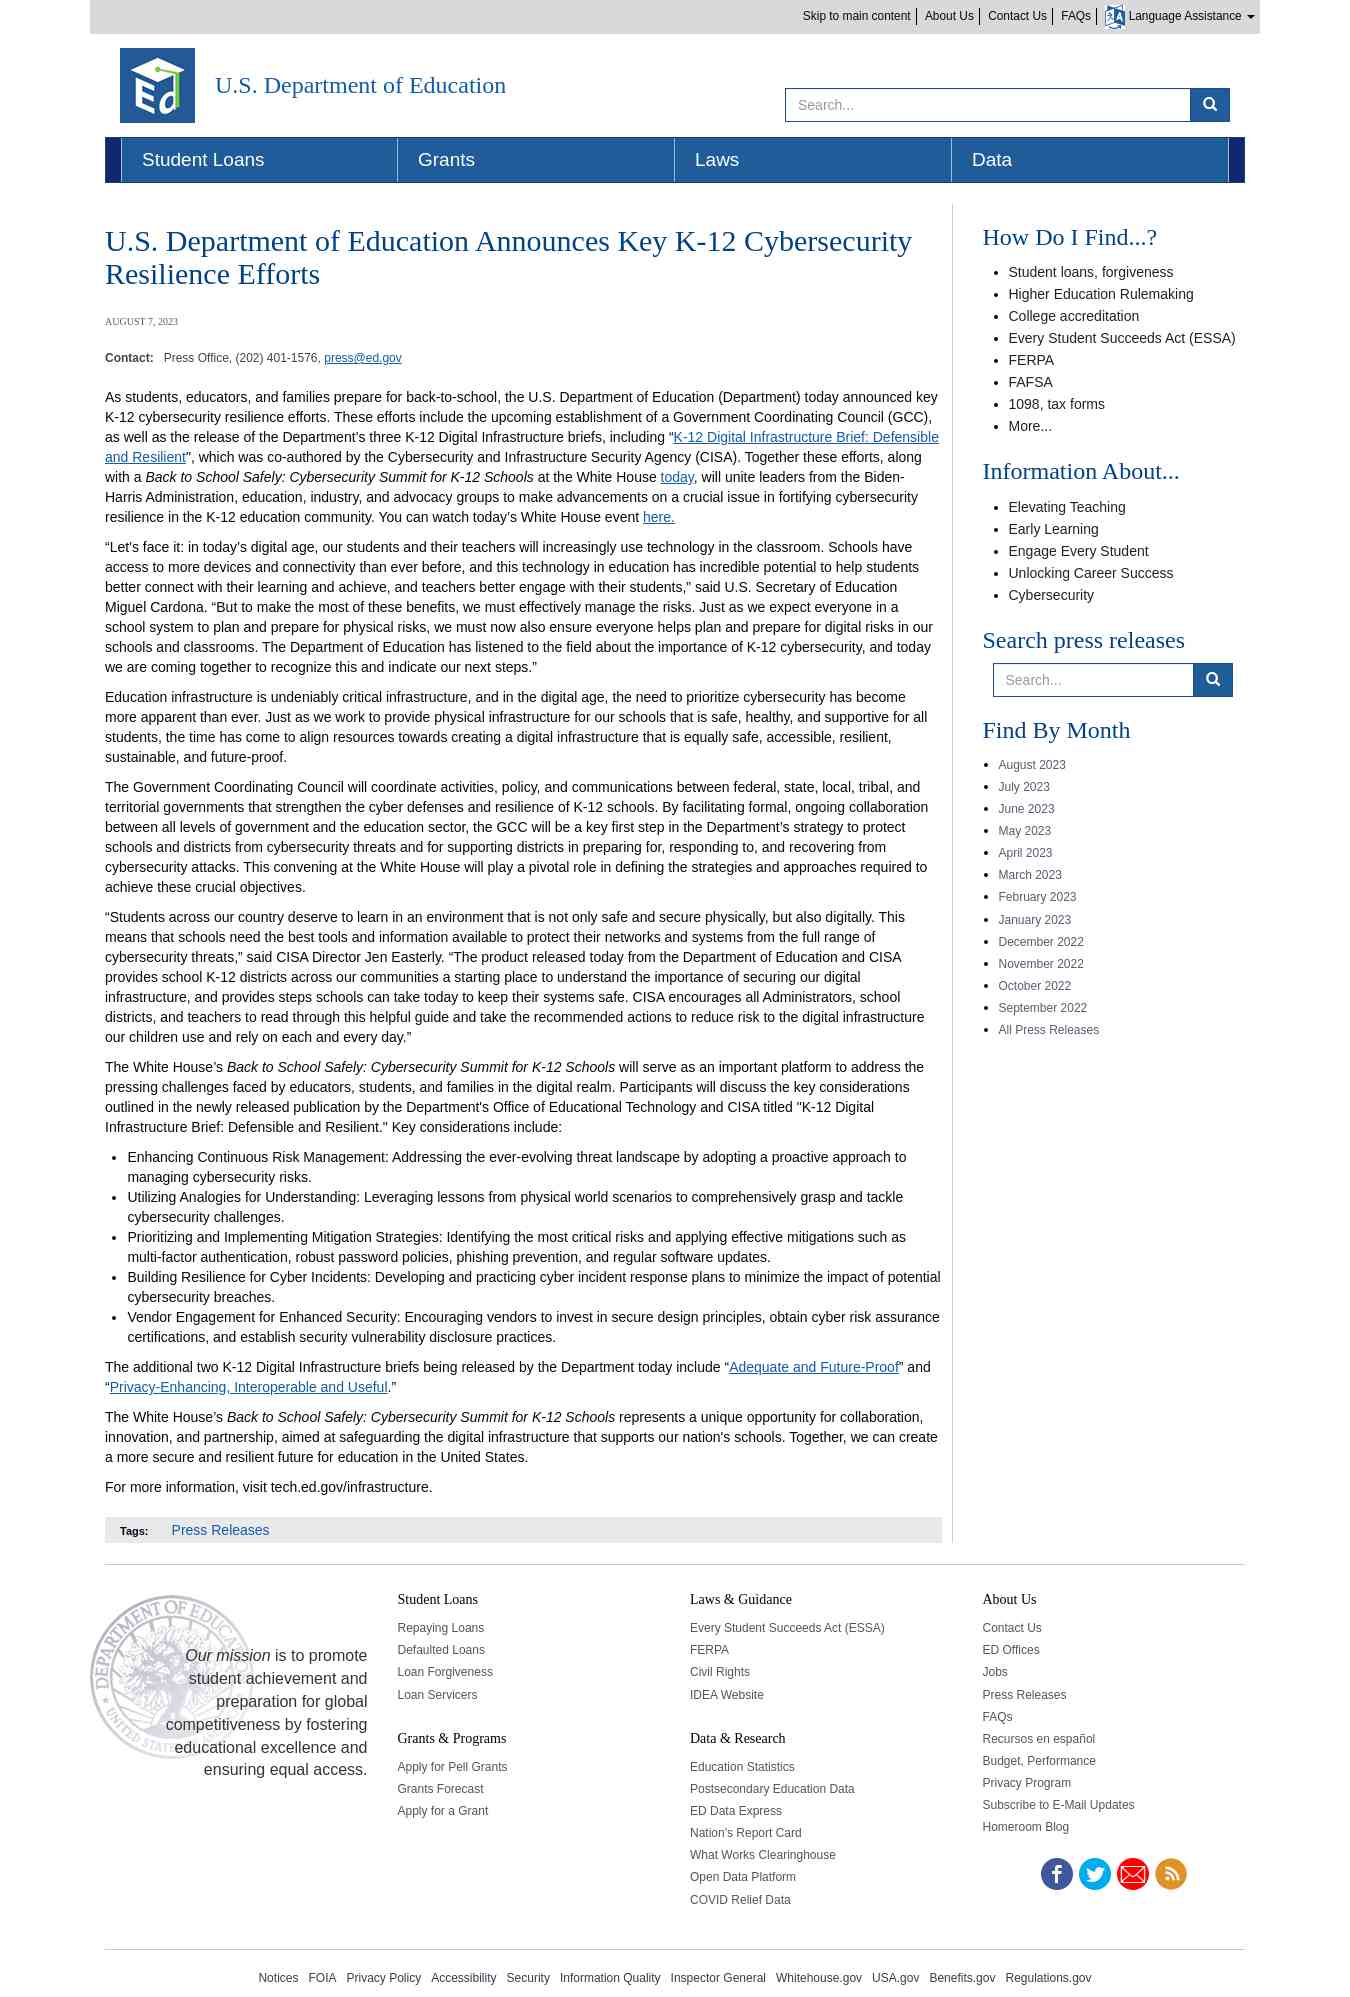 Skip to main content
About Us
Contact Us
FAQs
Language Assistance
U.S. Department of Education
Search...
Student Loans
Grants
Laws
Data
U.S. Department of Education Announces Key K-12 Cybersecurity
Resilience Efforts
AUGUST 7, 2023
Contact: Press Office, (202) 401-1576, press@ed.gov
As students, educators, and families prepare for back-to-school, the U.S. Department of Education (Department) today announced key
K-12 cybersecurity resilience efforts. These efforts include the upcoming establishment of a Government Coordinating Council (GCC),
as well as the release of the Department’s three K-12 Digital Infrastructure briefs, including "K-12 Digital Infrastructure Brief: Defensible
and Resilient", which was co-authored by the Cybersecurity and Infrastructure Security Agency (CISA). Together these efforts, along
with a Back to School Safely: Cybersecurity Summit for K-12 Schools at the White House today, will unite leaders from the Biden-
Harris Administration, education, industry, and advocacy groups to make advancements on a crucial issue in fortifying cybersecurity
resilience in the K-12 education community. You can watch today’s White House event here.
“Let's face it: in today’s digital age, our students and their teachers will increasingly use technology in the classroom. Schools have
access to more devices and connectivity than ever before, and this technology in education has incredible potential to help students
better connect with their learning and achieve, and teachers better engage with their students,” said U.S. Secretary of Education
Miguel Cardona. “But to make the most of these benefits, we must effectively manage the risks. Just as we expect everyone in a
school system to plan and prepare for physical risks, we must now also ensure everyone helps plan and prepare for digital risks in our
schools and classrooms. The Department of Education has listened to the field about the importance of K-12 cybersecurity, and today
we are coming together to recognize this and indicate our next steps.”
Education infrastructure is undeniably critical infrastructure, and in the digital age, the need to prioritize cybersecurity has become
more apparent than ever. Just as we work to provide physical infrastructure for our schools that is safe, healthy, and supportive for all
students, the time has come to align resources towards creating a digital infrastructure that is equally safe, accessible, resilient,
sustainable, and future-proof.
The Government Coordinating Council will coordinate activities, policy, and communications between federal, state, local, tribal, and
territorial governments that strengthen the cyber defenses and resilience of K-12 schools. By facilitating formal, ongoing collaboration
between all levels of government and the education sector, the GCC will be a key first step in the Department’s strategy to protect
schools and districts from cybersecurity threats and for supporting districts in preparing for, responding to, and recovering from
cybersecurity attacks. This convening at the White House will play a pivotal role in defining the strategies and approaches required to
achieve these crucial objectives.
“Students across our country deserve to learn in an environment that is not only safe and secure physically, but also digitally. This
means that schools need the best tools and information available to protect their networks and systems from the full range of
cybersecurity threats,” said CISA Director Jen Easterly. “The product released today from the Department of Education and CISA
provides school K-12 districts across our communities a starting place to understand the importance of securing our digital
infrastructure, and provides steps schools can take today to keep their systems safe. CISA encourages all Administrators, school
districts, and teachers to read through this helpful guide and take the recommended actions to reduce risk to the digital infrastructure
our children use and rely on each and every day.”
The White House’s Back to School Safely: Cybersecurity Summit for K-12 Schools will serve as an important platform to address the
pressing challenges faced by educators, students, and families in the digital realm. Participants will discuss the key considerations
outlined in the newly released publication by the Department's Office of Educational Technology and CISA titled "K-12 Digital
Infrastructure Brief: Defensible and Resilient." Key considerations include:
Enhancing Continuous Risk Management: Addressing the ever-evolving threat landscape by adopting a proactive approach to
managing cybersecurity risks.
Utilizing Analogies for Understanding: Leveraging lessons from physical world scenarios to comprehensively grasp and tackle
cybersecurity challenges.
Prioritizing and Implementing Mitigation Strategies: Identifying the most critical risks and applying effective mitigations such as
multi-factor authentication, robust password policies, phishing prevention, and regular software updates.
Building Resilience for Cyber Incidents: Developing and practicing cyber incident response plans to minimize the impact of potential
cybersecurity breaches.
Vendor Engagement for Enhanced Security: Encouraging vendors to invest in secure design principles, obtain cyber risk assurance
certifications, and establish security vulnerability disclosure practices.
The additional two K-12 Digital Infrastructure briefs being released by the Department today include “Adequate and Future-Proof” and
“Privacy-Enhancing, Interoperable and Useful.”
The White House’s Back to School Safely: Cybersecurity Summit for K-12 Schools represents a unique opportunity for collaboration,
innovation, and partnership, aimed at safeguarding the digital infrastructure that supports our nation's schools. Together, we can create
a more secure and resilient future for education in the United States.
For more information, visit tech.ed.gov/infrastructure.
Tags: Press Releases
How Do I Find...?
Student loans, forgiveness
Higher Education Rulemaking
College accreditation
Every Student Succeeds Act (ESSA)
FERPA
FAFSA
1098, tax forms
More...
Information About...
Elevating Teaching
Early Learning
Engage Every Student
Unlocking Career Success
Cybersecurity
Search press releases
Search...
Find By Month
August 2023
July 2023
June 2023
May 2023
April 2023
March 2023
February 2023
January 2023
December 2022
November 2022
October 2022
September 2022
All Press Releases
Our mission is to promote
student achievement and
preparation for global
competitiveness by fostering
educational excellence and
ensuring equal access.
Student Loans
Repaying Loans
Defaulted Loans
Loan Forgiveness
Loan Servicers
Grants & Programs
Apply for Pell Grants
Grants Forecast
Apply for a Grant
Laws & Guidance
Every Student Succeeds Act (ESSA)
FERPA
Civil Rights
IDEA Website
Data & Research
Education Statistics
Postsecondary Education Data
ED Data Express
Nation’s Report Card
What Works Clearinghouse
Open Data Platform
COVID Relief Data
About Us
Contact Us
ED Offices
Jobs
Press Releases
FAQs
Recursos en español
Budget, Performance
Privacy Program
Subscribe to E-Mail Updates
Homeroom Blog
Notices FOIA Privacy Policy Accessibility Security Information Quality Inspector General Whitehouse.gov USA.gov Benefits.gov Regulations.gov